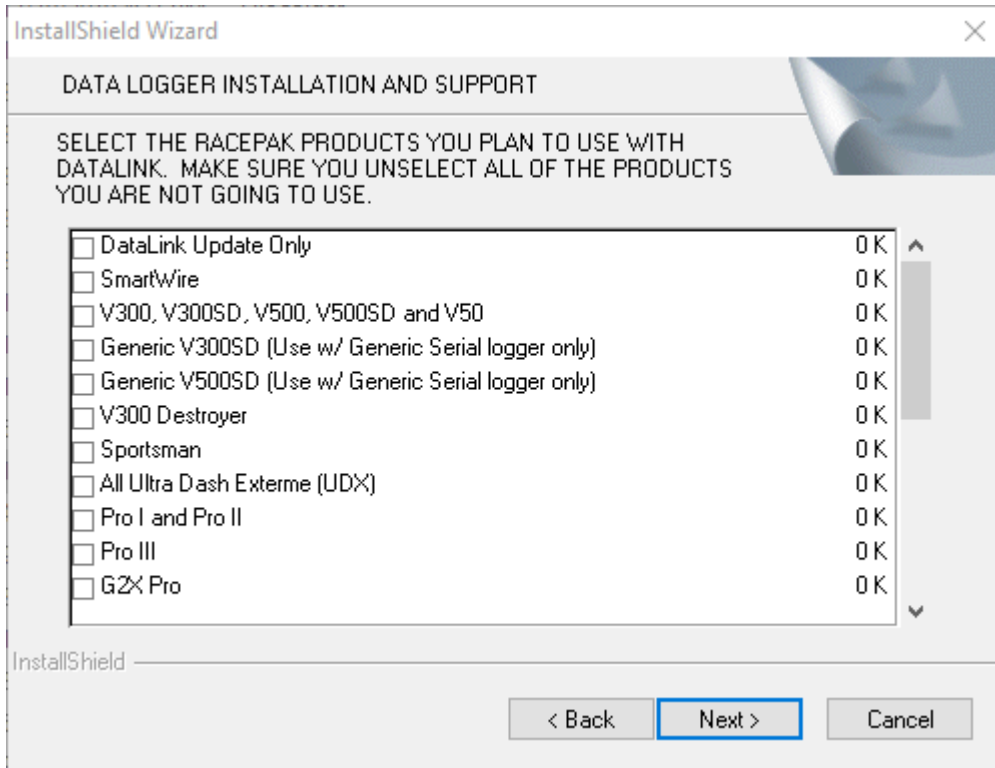 InstallShield Wizard
DATA LOGGER INSTALLATION AND SUPPORT
SELECT THE RACEPAK PRODUCTS YOU PLAN TO USE WITH
DATALINK.  MAKE SURE YOU UNSELECT ALL OF THE PRODUCTS
YOU ARE NOT GOING TO USE.
DataLink Update Only 0 K
SmartWire 0 K
V300, V300SD, V500, V500SD and V50 0 K
Generic V300SD (Use w/ Generic Serial logger only) 0 K
Generic V500SD (Use w/ Generic Serial logger only) 0 K
V300 Destroyer 0 K
Sportsman 0 K
All Ultra Dash Externe (UDX) 0 K
Pro I and Pro II 0 K
Pro III 0 K
G2X Pro 0 K
InstallShield
< Back Next > Cancel